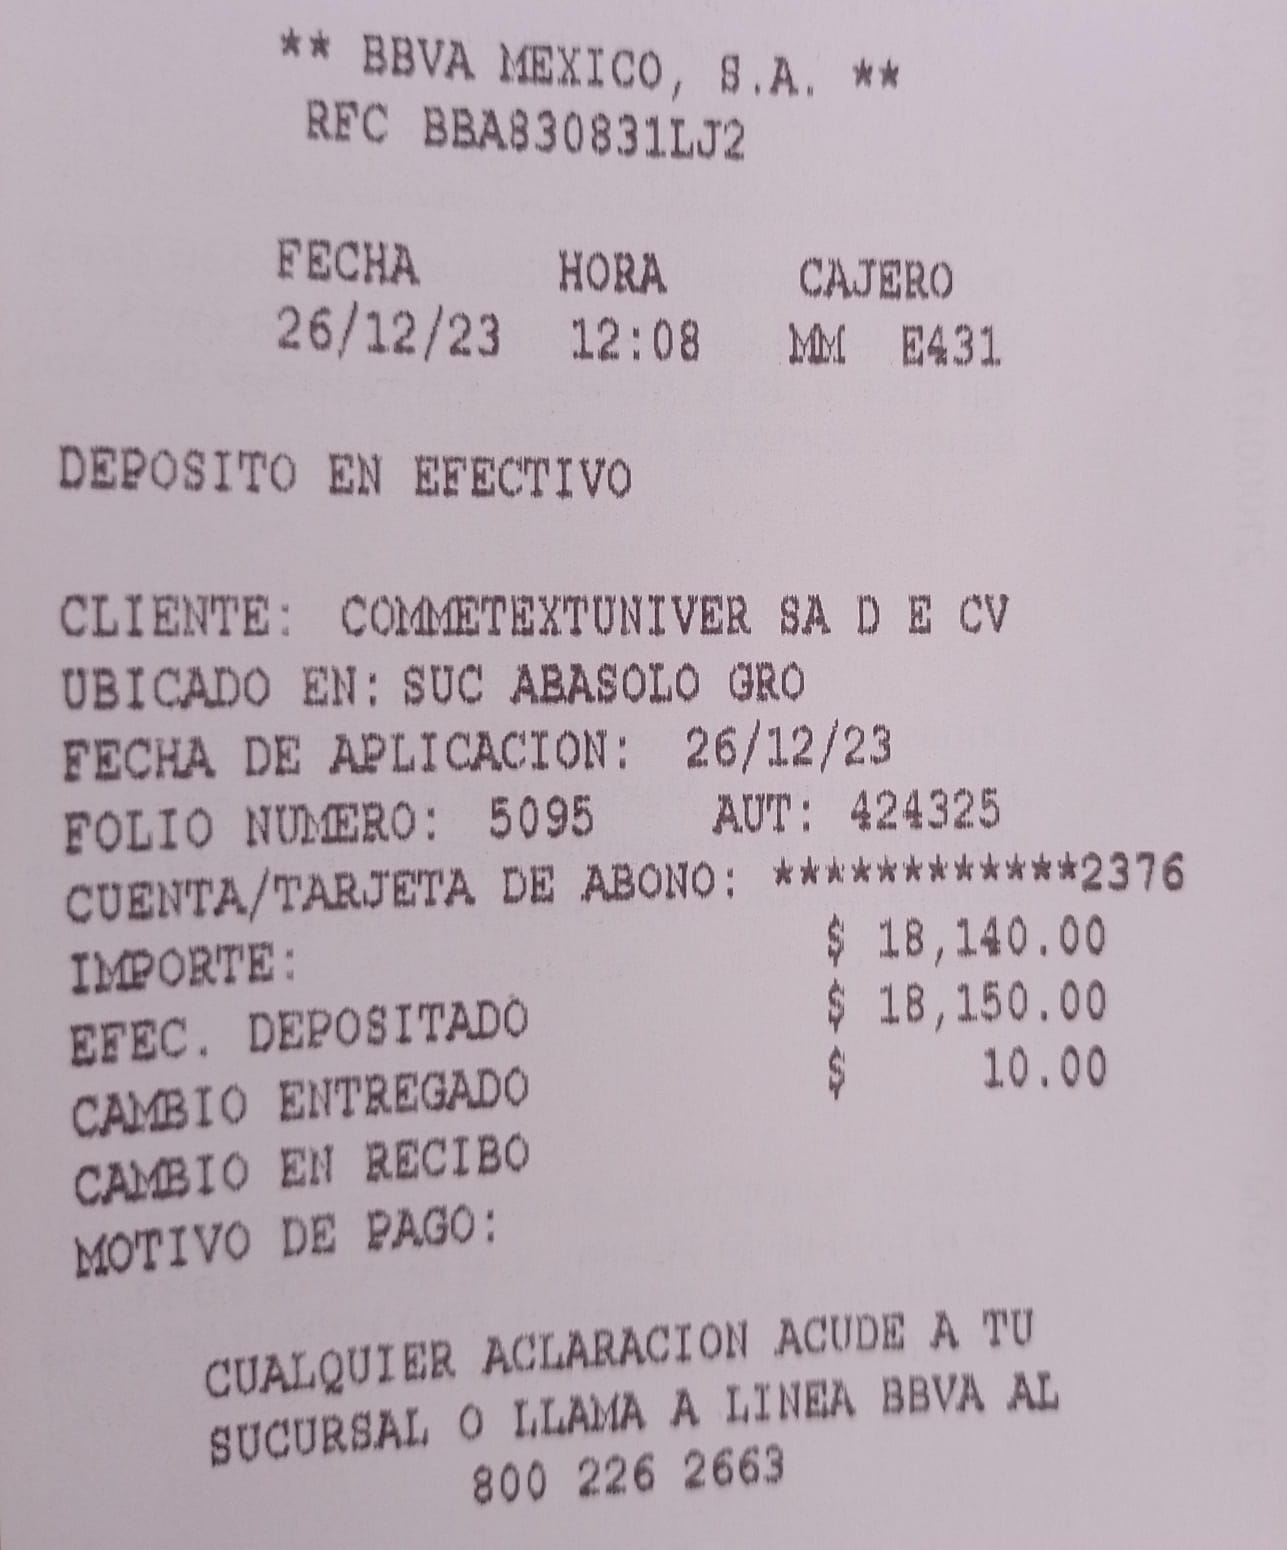 ** BBVA MEXICO, S.A. **
RFC BBA830831LJ2
FECHA HORA CAJERO
26/12/23 12:08 MM E431
DEPOSITO EN EFECTIVO
CLIENTE: COMMETEXTUNIVER SA D E CV
UBICADO EN: SUC ABASOLO GRO
FECHA DE APLICACION: 26/12/23
FOLIO NUMERO: 5095 AUT: 424325
CUENTA/TARJETA DE ABONO: ************2376
IMPORTE: $ 18,140.00
EFEC. DEPOSITADO $ 18,150.00
CAMBIO ENTREGADO $ 10.00
CAMBIO EN RECIBO
MOTIVO DE PAGO:
CUALQUIER ACLARACION ACUDE A TU
SUCURSAL O LLAMA A LINEA BBVA AL
800 226 2663